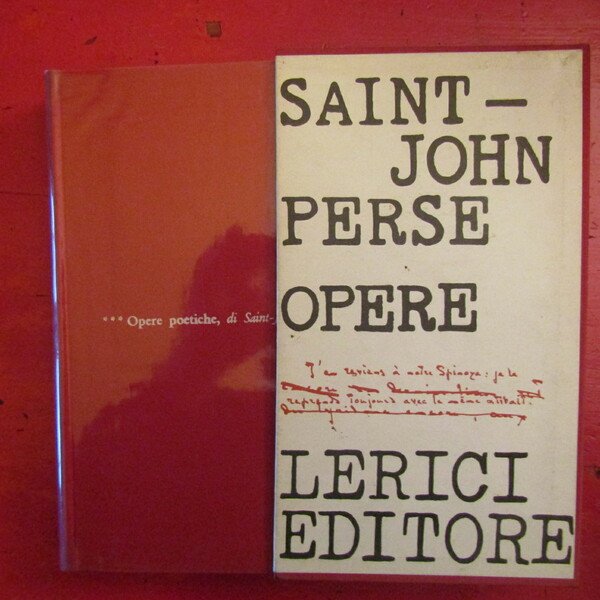 *** Opere poetiche, di Saint-
SAINT-
JOHN
PERSE
OPERE
J'en reviens à notre Spinoza: je le
reprends toujours avec le même attrait.
LERICI
EDITORE